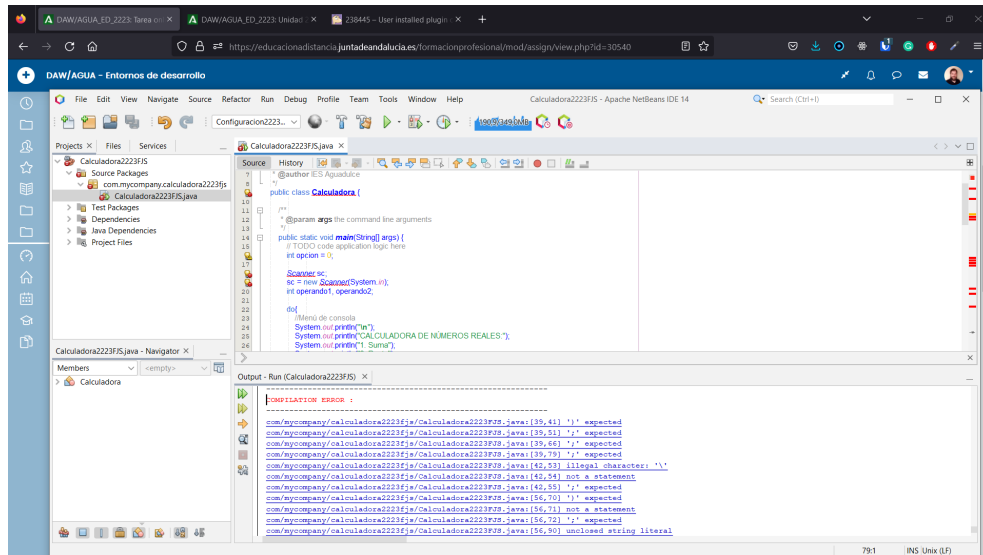 DAW/AGUA_ED_2223: Tarea on
DAW/AGUA_ED_2223: Unidad
238445 – User installed plugin
https://educacionadistancia.juntadeandalucia.es/formacionprofesional/mod/assign/view.php?id=30540
DAW/AGUA - Entornos de desarrollo
File Edit View Navigate Source Refactor Run Debug Profile Team Tools Window Help
Calculadora2223FJS - Apache NetBeans IDE 14
Search (Ctrl+I)
Configuracion2223...
Projects Files Services
Calculadora2223FJS
Source Packages
com.mycompany.calculadora2223fjs
Calculadora2223FJS.java
Test Packages
Dependencies
Java Dependencies
Project Files
Calculadora2223FJS.java
Source History
7 * @author IES Aguadulce
8 */
public class Calculadora {
10
11 /**
12 * @param args the command line arguments
13 */
14 public static void main(String[] args) {
15 // TODO code application logic here
int opcion = 0;
17
Scanner sc;
sc = new Scanner(System.in);
20 int operando1, operando2;
21
22 do{
23 //Menú de consola
24 System.out.println("\n");
25 System.out.println("CALCULADORA DE NÚMEROS REALES:");
26 System.out.println("1. Suma");
Calculadora2223FJS.java - Navigator
Members <empty>
Calculadora
Output - Run (Calculadora2223FJS)
COMPILATION ERROR :
com/mycompany/calculadora2223fjs/Calculadora2223FJS.java:[39,41] ')' expected
com/mycompany/calculadora2223fjs/Calculadora2223FJS.java:[39,51] ';' expected
com/mycompany/calculadora2223fjs/Calculadora2223FJS.java:[39,66] ';' expected
com/mycompany/calculadora2223fjs/Calculadora2223FJS.java:[39,79] ';' expected
com/mycompany/calculadora2223fjs/Calculadora2223FJS.java:[42,53] illegal character: '\'
com/mycompany/calculadora2223fjs/Calculadora2223FJS.java:[42,54] not a statement
com/mycompany/calculadora2223fjs/Calculadora2223FJS.java:[42,55] ';' expected
com/mycompany/calculadora2223fjs/Calculadora2223FJS.java:[56,70] ')' expected
com/mycompany/calculadora2223fjs/Calculadora2223FJS.java:[56,71] not a statement
com/mycompany/calculadora2223fjs/Calculadora2223FJS.java:[56,72] ';' expected
com/mycompany/calculadora2223fjs/Calculadora2223FJS.java:[56,90] unclosed string literal
79:1 INS Unix (LF)